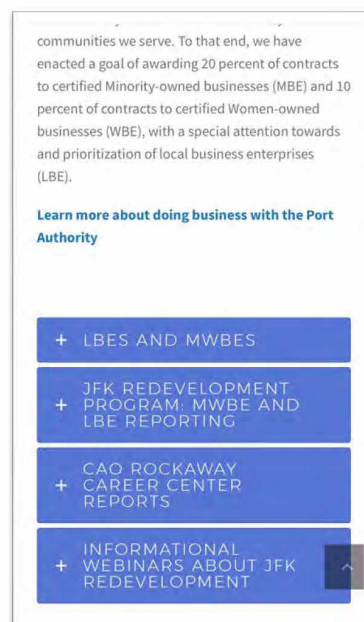 communities we serve. To that end, we have
enacted a goal of awarding 20 percent of contracts
to certified Minority-owned businesses (MBE) and 10
percent of contracts to certified Women-owned
businesses (WBE), with a special attention towards
and prioritization of local business enterprises
(LBE).
Learn more about doing business with the Port
Authority
+ LBES AND MWBES
JFK REDEVELOPMENT
+ PROGRAM: MWBE AND
LBE REPORTING
CAO ROCKAWAY
+ CAREER CENTER
REPORTS
INFORMATIONAL
+ WEBINARS ABOUT JFK
REDEVELOPMENT